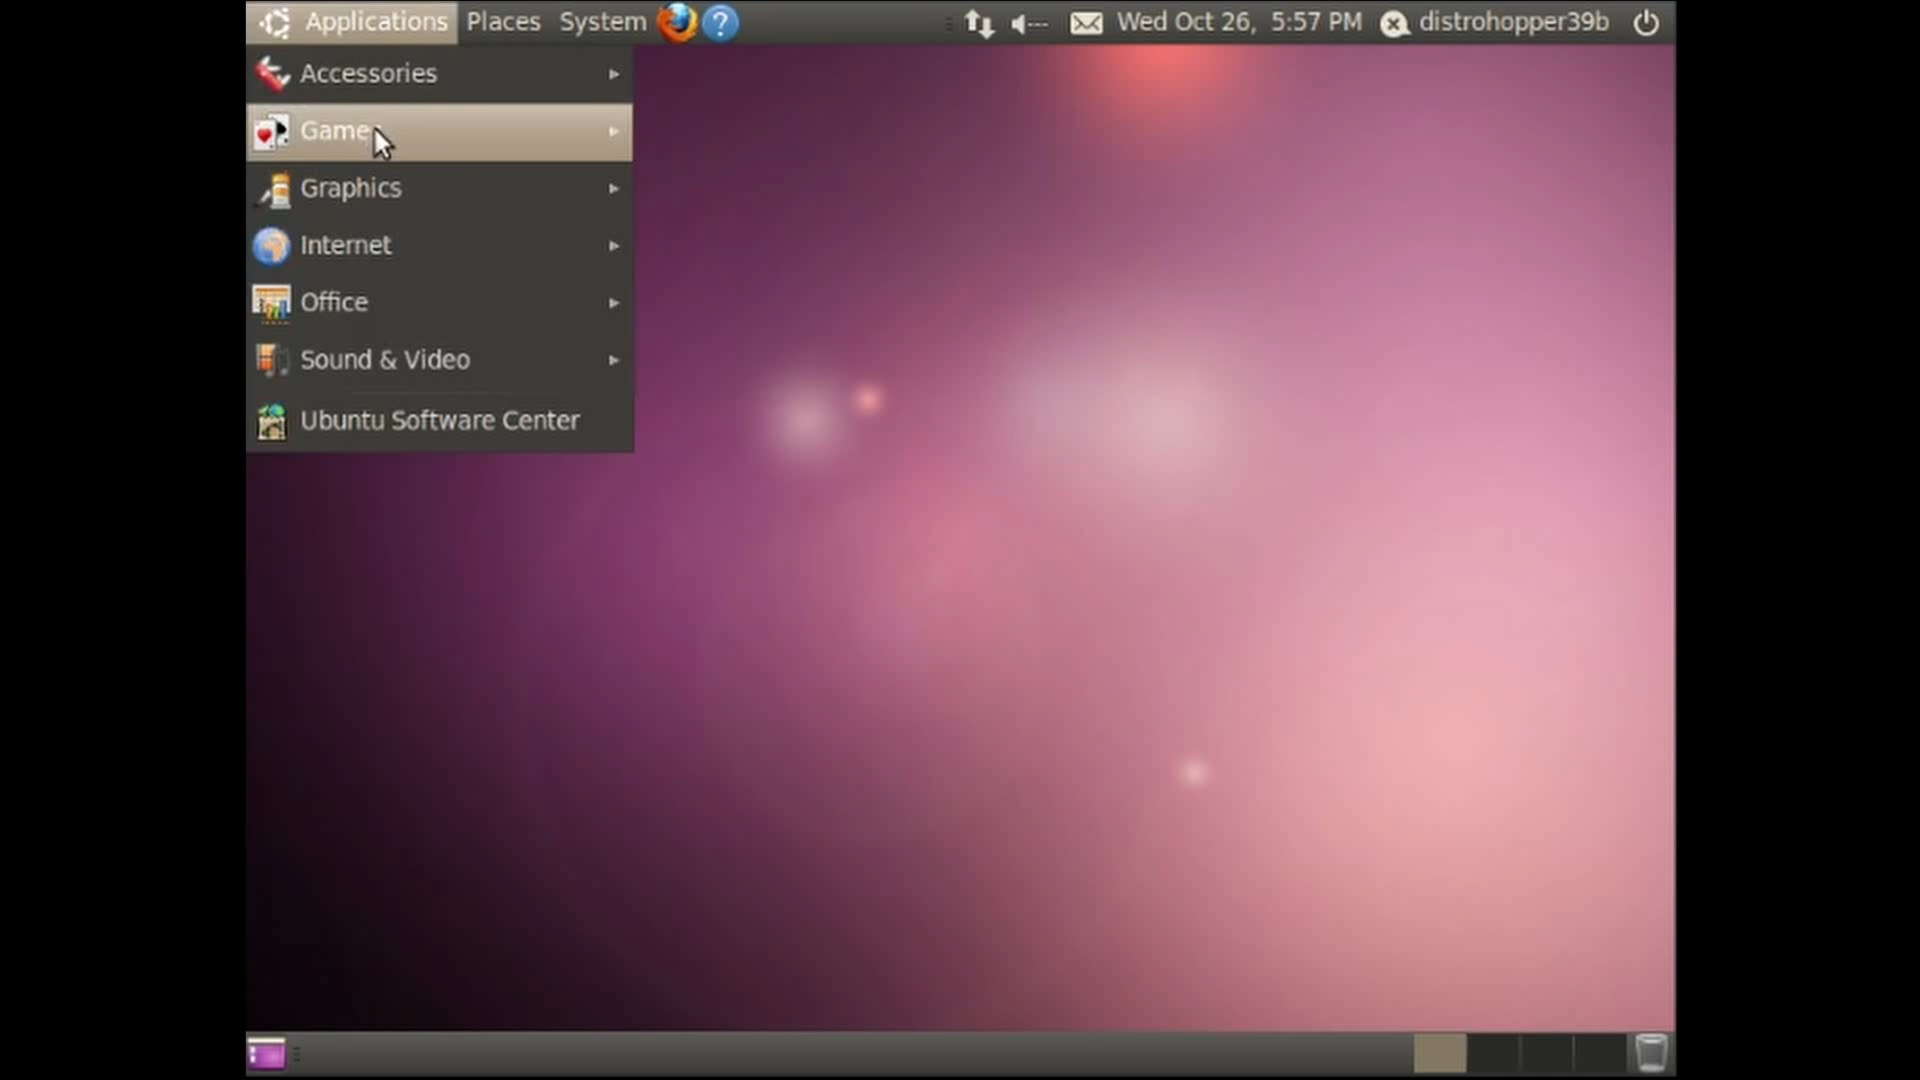 Applications Places System ? Wed Oct 26, 5:57 PM distrohopper39b
Accessories
Game
Graphics
Internet
Office
Sound & Video
Ubuntu Software Center